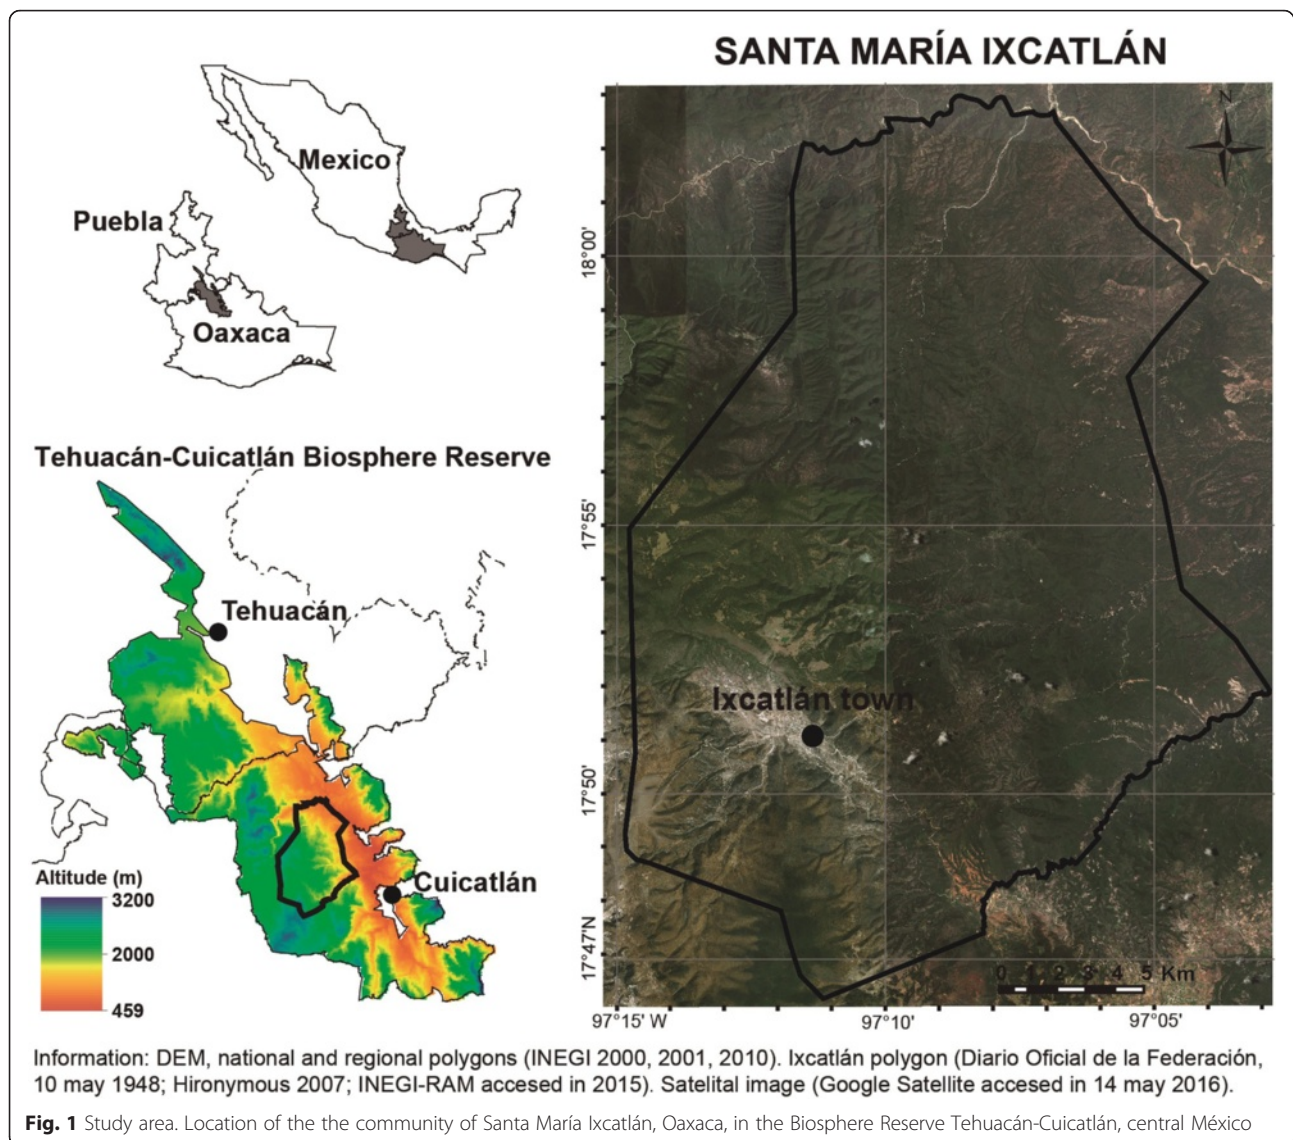 SANTA MARÍA IXCATLÁN
Mexico
Puebla
Oaxaca
Tehuacán-Cuicatlán Biosphere Reserve
Tehuacán
Cuicatlán
Altitude (m)
3200
2000
459
N
18°00'
17°55'
17°50'
17°47'N
Ixcatlán town
0 1 2 3 4 5 Km
97°15' W
97°10'
97°05'
Information: DEM, national and regional polygons (INEGI 2000, 2001, 2010). Ixcatlán polygon (Diario Oficial de la Federación,
10 may 1948; Hironymous 2007; INEGI-RAM accesed in 2015). Satelital image (Google Satellite accesed in 14 may 2016).
Fig. 1 Study area. Location of the the community of Santa María Ixcatlán, Oaxaca, in the Biosphere Reserve Tehuacán-Cuicatlán, central México